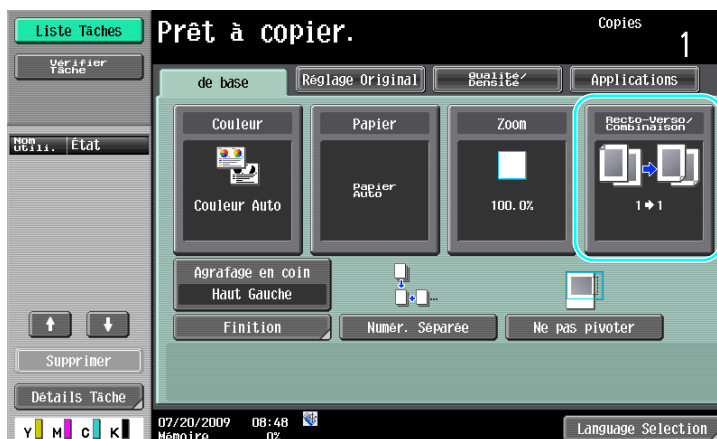 Liste Tâches
Prêt à copier.
Copies
1
Vérifier
Tâche
de base
Réglage Original
Qualité/
Densité
Applications
Nom
Utili.
État
Couleur
Papier
Zoom
Recto-Verso/
Combinaison
Couleur Auto
Papier
Auto
100.0%
1→1
Agrafage en coin
Haut Gauche
Finition
Numér. Séparée
Ne pas pivoter
Supprimer
Détails Tâche
Y M C K
07/20/2009 08:48
Mémoire 0%
Language Selection